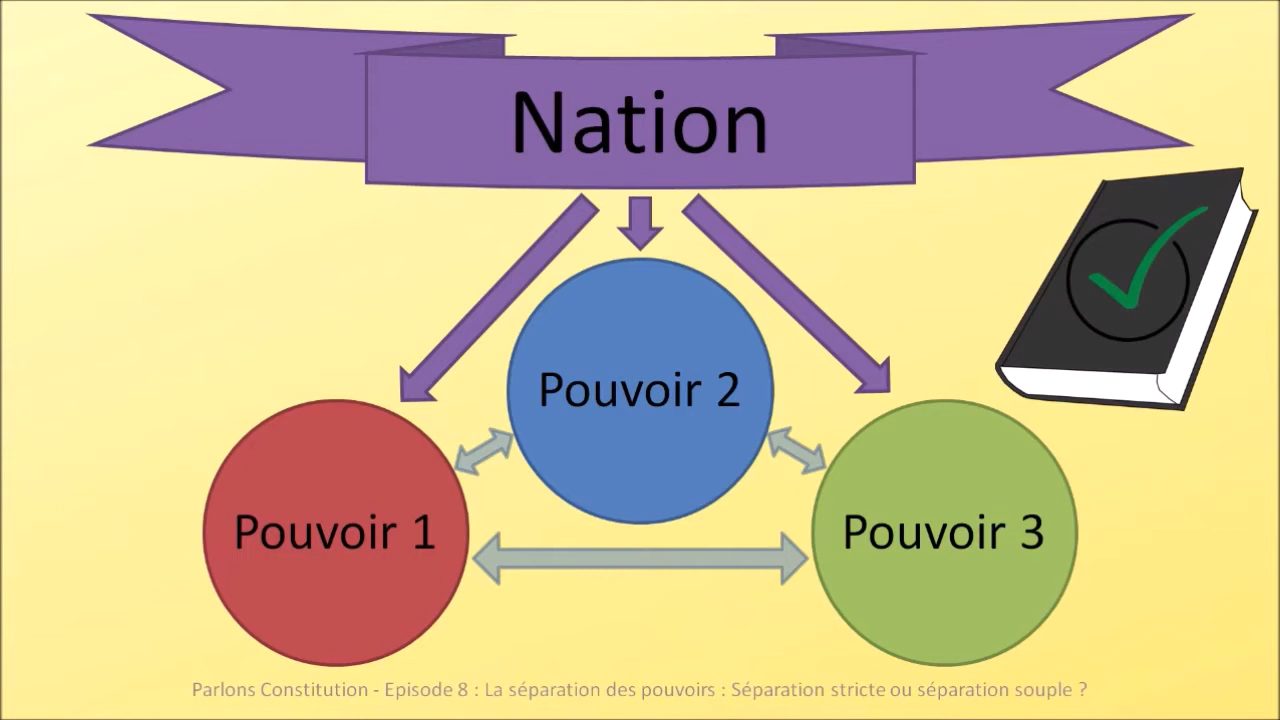 Nation
Pouvoir 2
Pouvoir 1
Pouvoir 3
Parlons Constitution - Episode 8 : La séparation des pouvoirs : Séparation stricte ou séparation souple ?